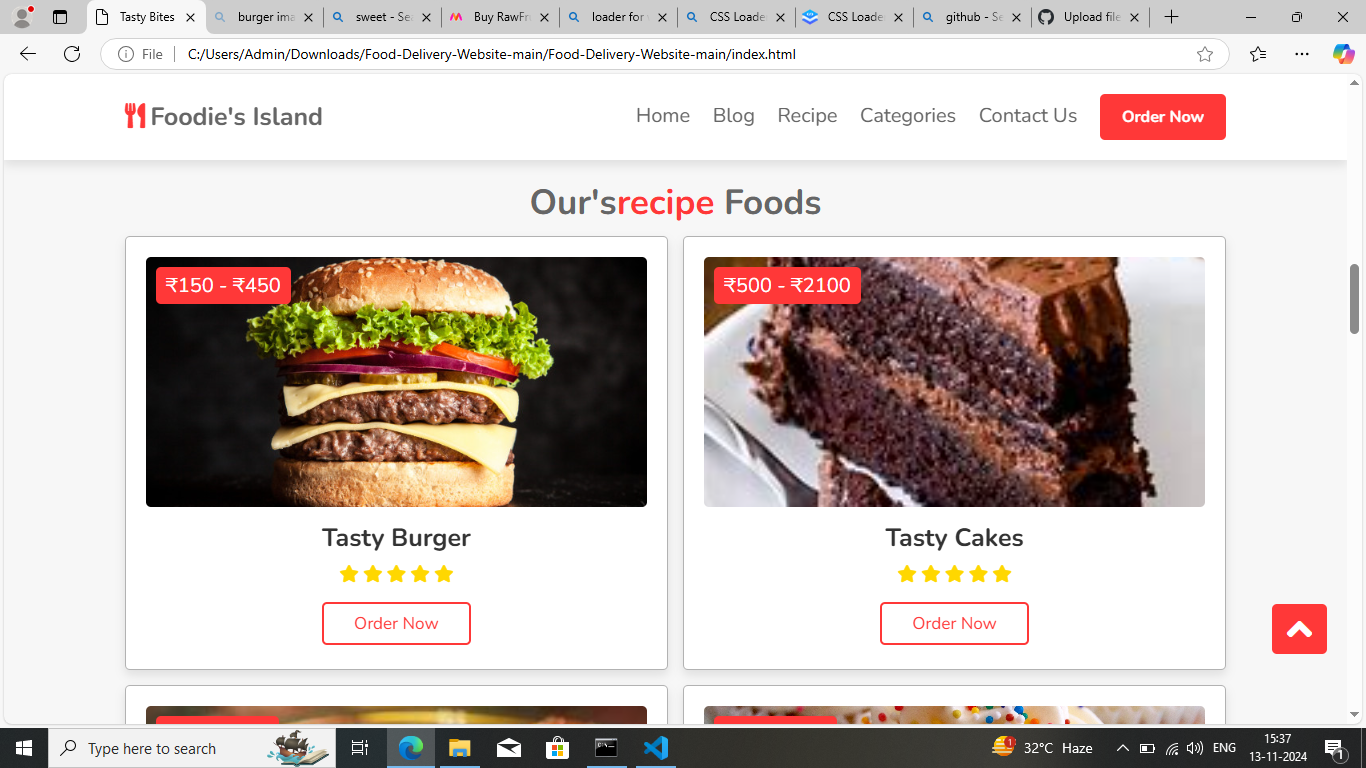 Tasty Bites
burger ima
sweet - Sea
Buy RawFr
loader for w
CSS Loade
CSS Loade
github - Se
Upload file
File
C:/Users/Admin/Downloads/Food-Delivery-Website-main/Food-Delivery-Website-main/index.html
Foodie's Island
Home Blog Recipe Categories Contact Us Order Now
Our'srecipe Foods
₹150 - ₹450
₹500 - ₹2100
Tasty Burger
Tasty Cakes
Order Now
Order Now
Type here to search
1
32°C Haze
ENG
15:37
13-11-2024
1